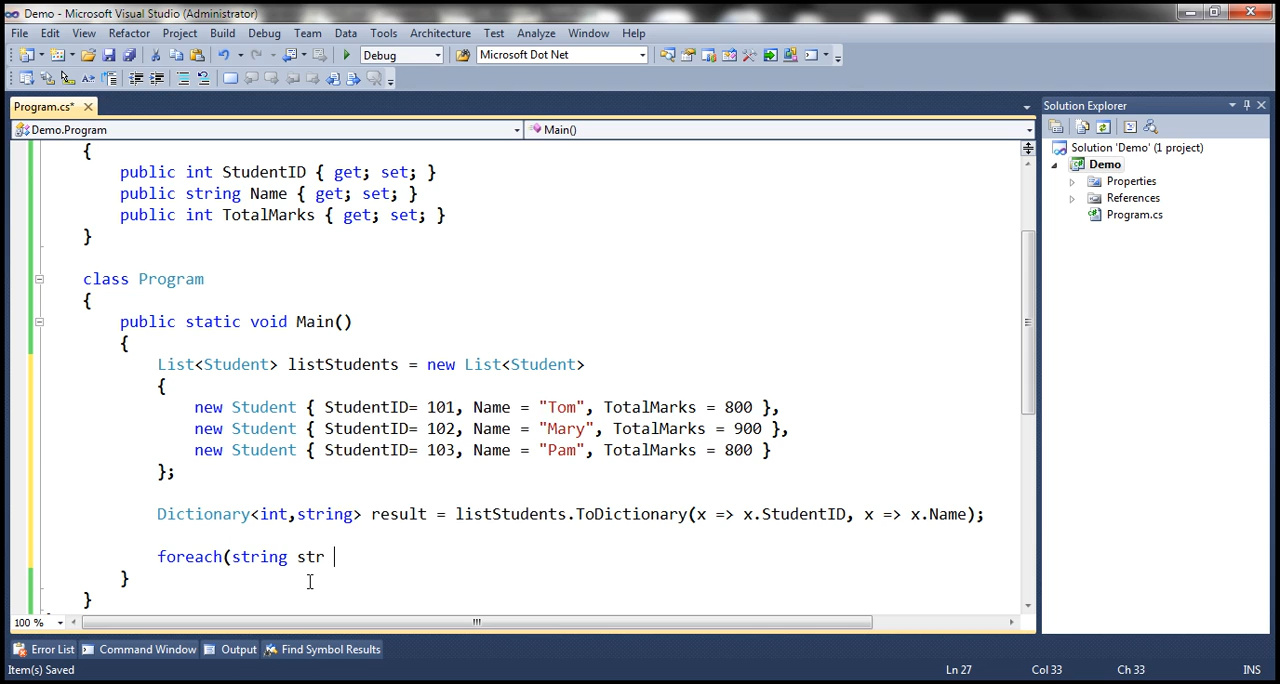 Demo - Microsoft Visual Studio (Administrator)
File Edit View Refactor Project Build Debug Team Data Tools Architecture Test Analyze Window Help
Debug Microsoft Dot Net
Program.cs* Solution Explorer
Demo.Program Main()
{
public int StudentID { get; set; }
public string Name { get; set; }
public int TotalMarks { get; set; }
}
class Program
{
public static void Main()
{
List<Student> listStudents = new List<Student>
{
new Student { StudentID= 101, Name = "Tom", TotalMarks = 800 },
new Student { StudentID= 102, Name = "Mary", TotalMarks = 900 },
new Student { StudentID= 103, Name = "Pam", TotalMarks = 800 }
};
Dictionary<int,string> result = listStudents.ToDictionary(x => x.StudentID, x => x.Name);
foreach(string str
}
}
Solution 'Demo' (1 project)
Demo
Properties
References
Program.cs
100 %
Error List Command Window Output Find Symbol Results
Item(s) Saved Ln 27 Col 33 Ch 33 INS